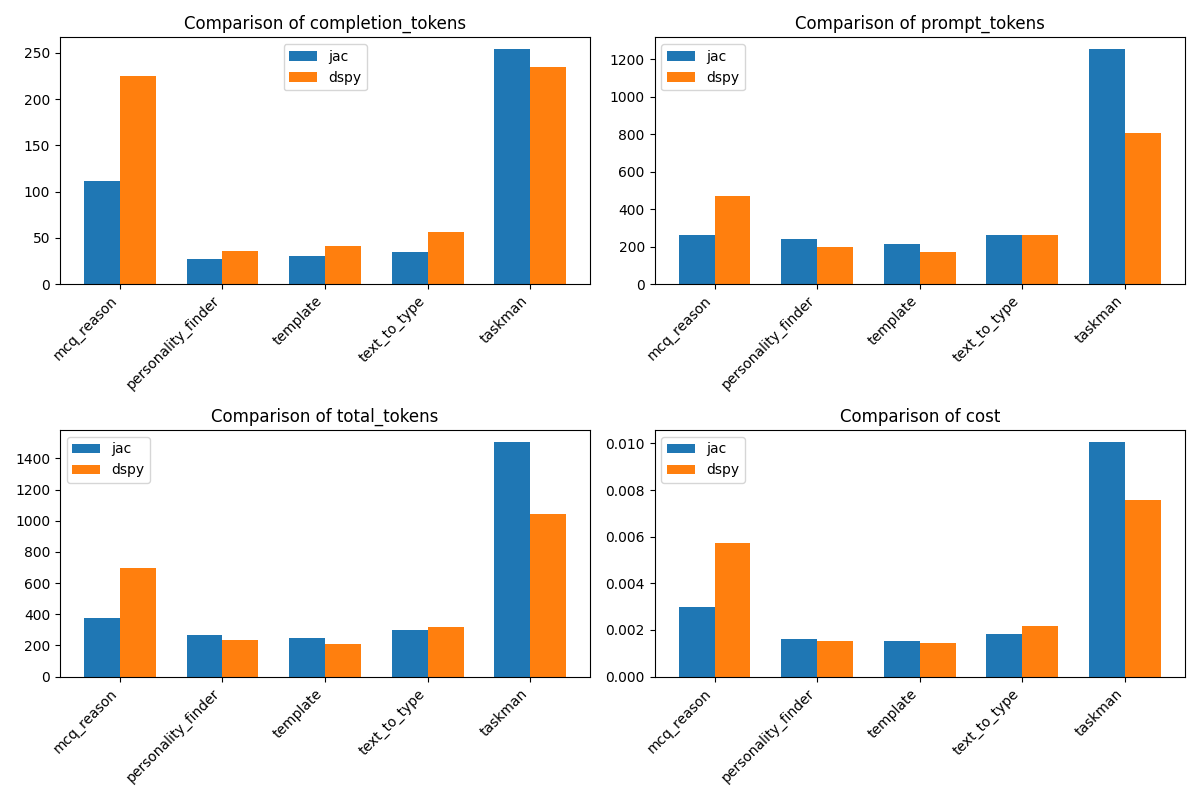 Comparison of completion_tokens
250
200
150
100
50
0
jac
dspy
mcq_reason
personality_finder
template
text_to_type
taskman
Comparison of prompt_tokens
1200
1000
800
600
400
200
0
jac
dspy
mcq_reason
personality_finder
template
text_to_type
taskman
Comparison of total_tokens
1400
1200
1000
800
600
400
200
0
jac
dspy
mcq_reason
personality_finder
template
text_to_type
taskman
Comparison of cost
0.010
0.008
0.006
0.004
0.002
0.000
jac
dspy
mcq_reason
personality_finder
template
text_to_type
taskman